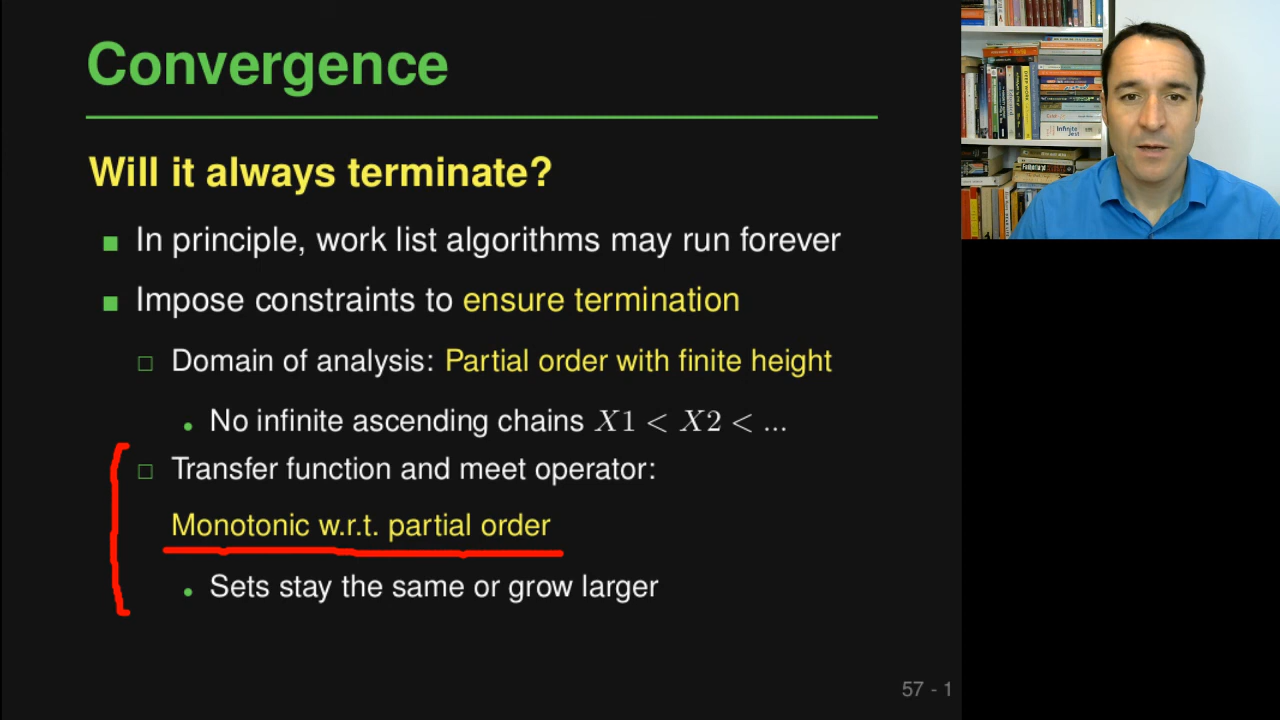 Convergence
Will it always terminate?
In principle, work list algorithms may run forever
Impose constraints to ensure termination
Domain of analysis: Partial order with finite height
No infinite ascending chains X1 < X2 < ...
Transfer function and meet operator:
Monotonic w.r.t. partial order
Sets stay the same or grow larger
57 - 1
Infinite
Jest